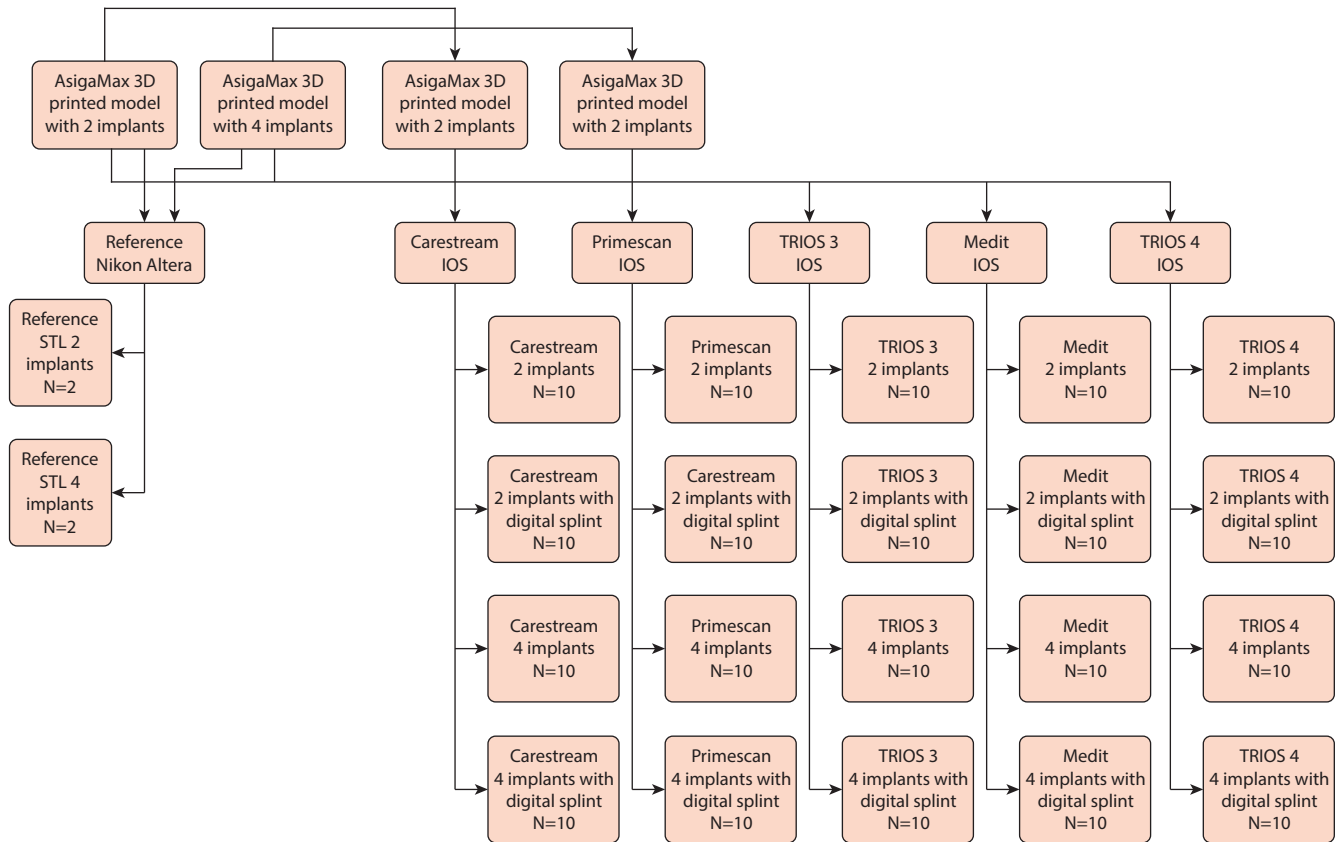 AsigaMax 3D
printed model
with 2 implants
AsigaMax 3D
printed model
with 4 implants
AsigaMax 3D
printed model
with 2 implants
AsigaMax 3D
printed model
with 2 implants
Reference
Nikon Altera
Carestream
IOS
Primescan
IOS
TRIOS 3
IOS
Medit
IOS
TRIOS 4
IOS
Reference
STL 2
implants
N=2
Reference
STL 4
implants
N=2
Carestream
2 implants
N=10
Primescan
2 implants
N=10
TRIOS 3
2 implants
N=10
Medit
2 implants
N=10
TRIOS 4
2 implants
N=10
Carestream
2 implants with
digital splint
N=10
Carestream
2 implants with
digital splint
N=10
TRIOS 3
2 implants with
digital splint
N=10
Medit
2 implants with
digital splint
N=10
TRIOS 4
2 implants with
digital splint
N=10
Carestream
4 implants
N=10
Primescan
4 implants
N=10
TRIOS 3
4 implants
N=10
Medit
4 implants
N=10
TRIOS 4
4 implants
N=10
Carestream
4 implants with
digital splint
N=10
Primescan
4 implants with
digital splint
N=10
TRIOS 3
4 implants with
digital splint
N=10
Medit
4 implants with
digital splint
N=10
TRIOS 4
4 implants with
digital splint
N=10